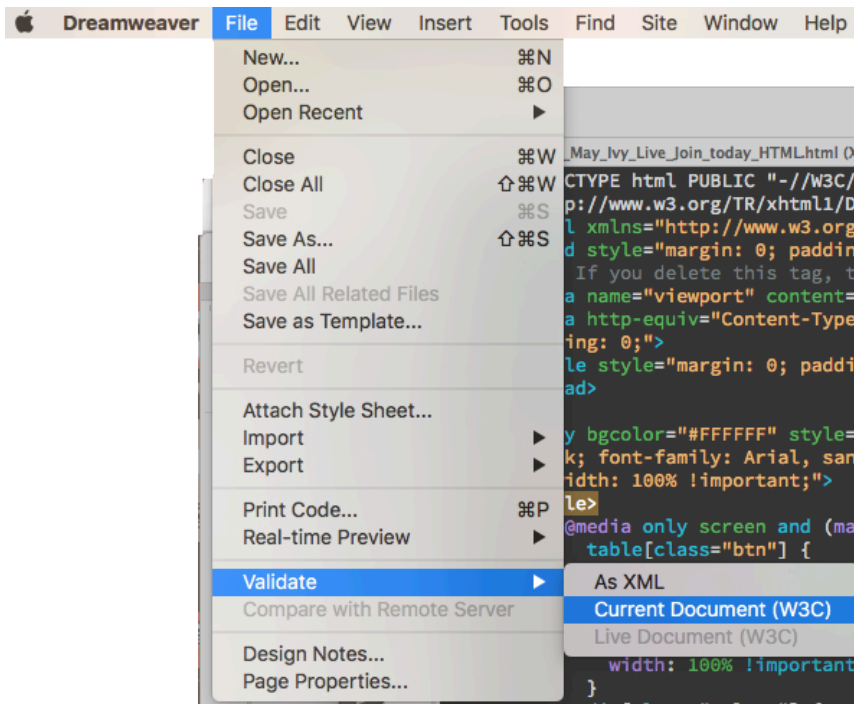 Dreamweaver File Edit View Insert Tools Find Site Window Help
New... ⌘N
Open... ⌘O
Open Recent ▶
Close ⌘W
Close All ⇧⌘W
Save ⌘S
Save As... ⇧⌘S
Save All
Save All Related Files
Save as Template...
Revert
Attach Style Sheet...
Import ▶
Export ▶
Print Code... ⌘P
Real-time Preview ▶
Validate ▶
Compare with Remote Server
Design Notes...
Page Properties...
As XML
Current Document (W3C)
Live Document (W3C)
_May_Ivy_Live_Join_today_HTML.html (X
CTYPE html PUBLIC "-//W3C/
p://www.w3.org/TR/xhtml1/D
l xmlns="http://www.w3.org
d style="margin: 0; paddin
If you delete this tag, t
a name="viewport" content=
a http-equiv="Content-Type
ing: 0;">
le style="margin: 0; paddi
ad>
y bgcolor="#FFFFFF" style=
k; font-family: Arial, san
idth: 100% !important;">
le>
@media only screen and (ma
table[class="btn"] {
width: 100% !important
}